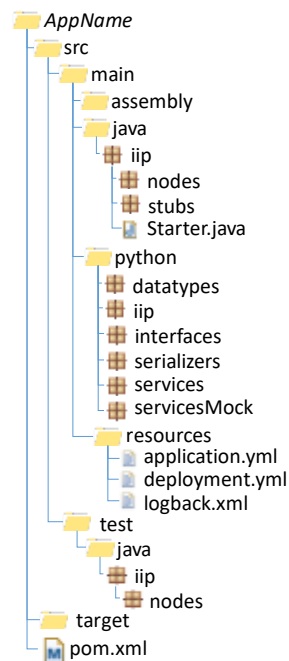 AppName
src
main
assembly
java
iip
nodes
stubs
Starter.java
python
datatypes
iip
interfaces
serializers
services
servicesMock
resources
application.yml
deployment.yml
logback.xml
test
java
iip
nodes
target
M pom.xml